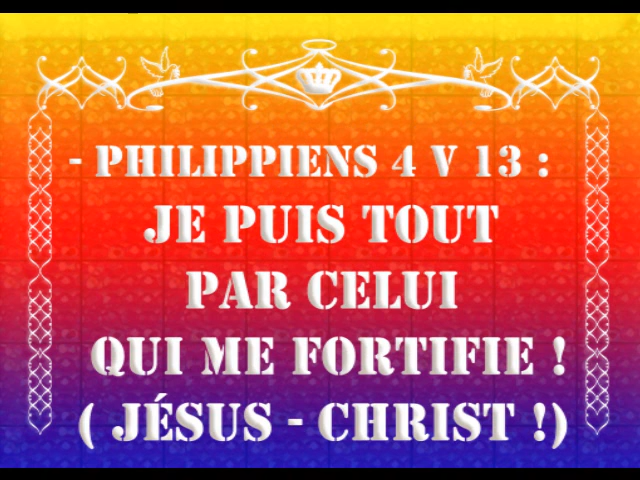 - PHILIPPIENS 4 V 13 :
JE PUIS TOUT
PAR CELUI
QUI ME FORTIFIE !
( JÉSUS - CHRIST !)